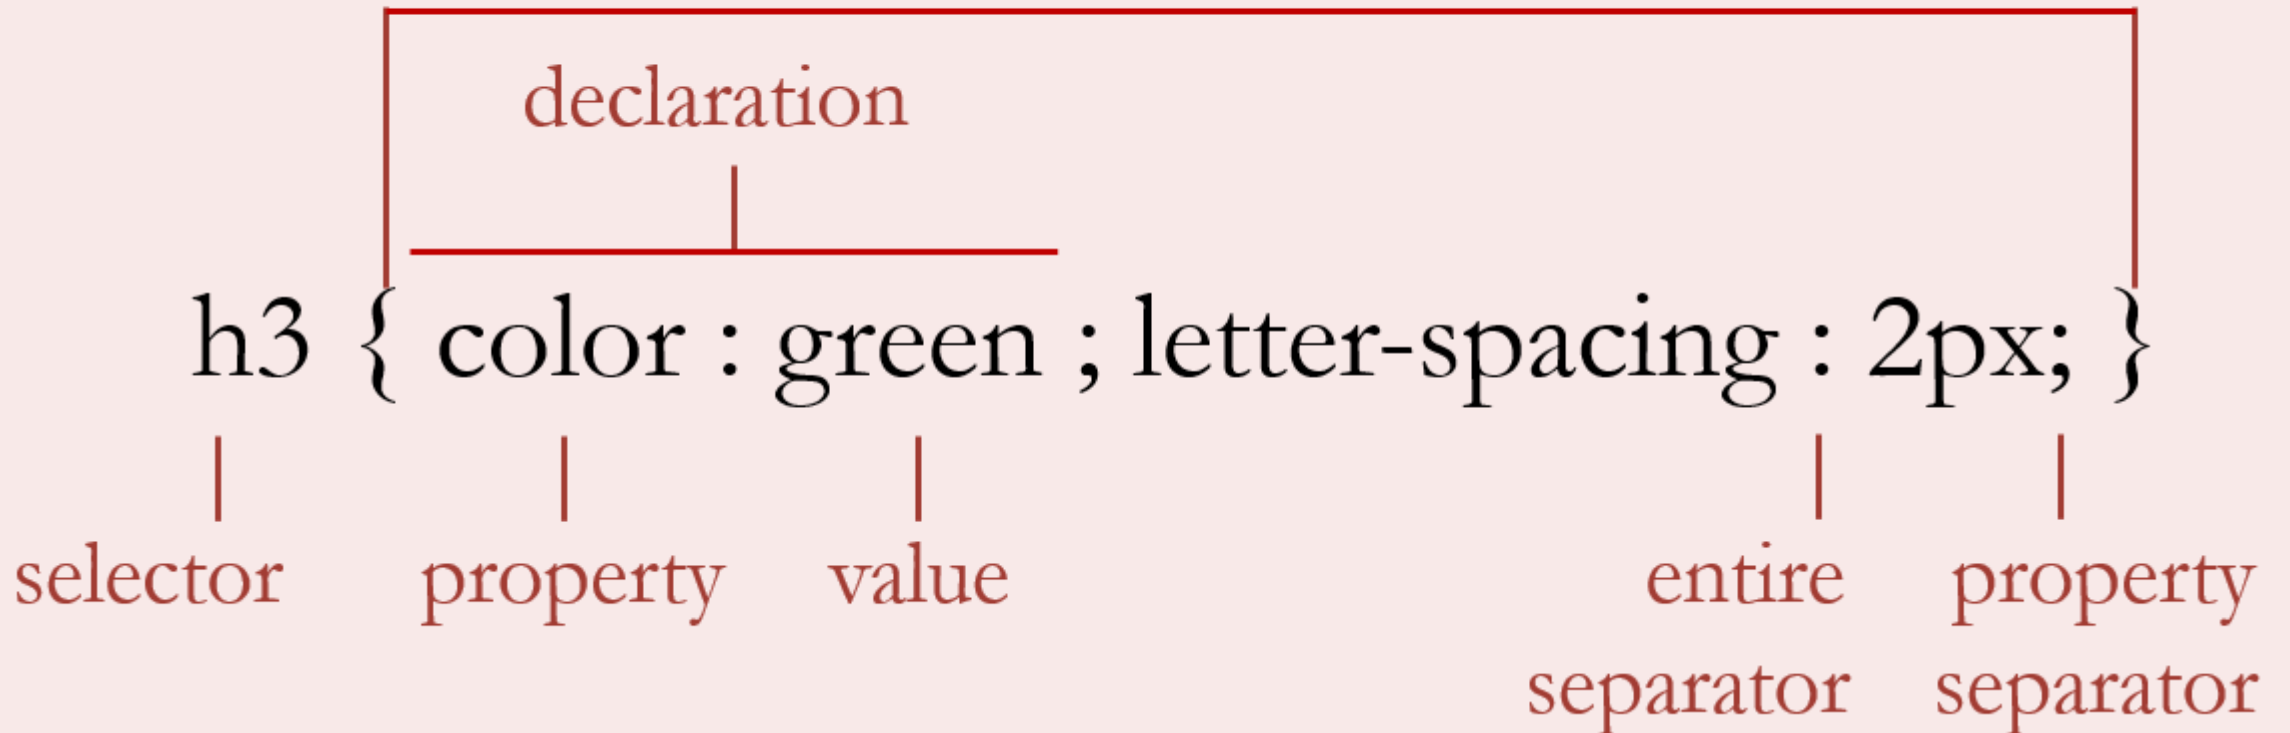 declaration
h3 { color : green ; letter-spacing : 2px; }
selector property value entire property
separator separator